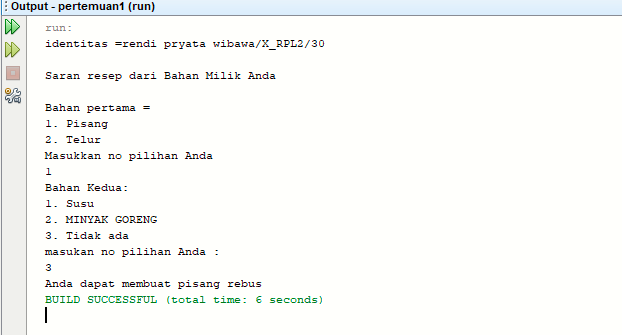 Output - pertemuan1 (run)
run:
identitas =rendi pryata wibawa/X_RPL2/30
Saran resep dari Bahan Milik Anda
Bahan pertama =
1. Pisang
2. Telur
Masukkan no pilihan Anda
1
Bahan Kedua:
1. Susu
2. MINYAK GORENG
3. Tidak ada
masukan no pilihan Anda :
3
Anda dapat membuat pisang rebus
BUILD SUCCESSFUL (total time: 6 seconds)